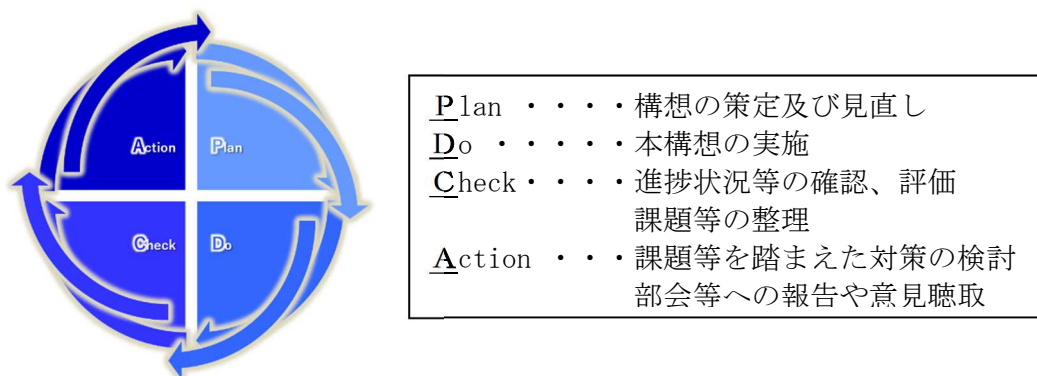 Action
Plan
Check
Do
Plan ・・・・構想の策定及び見直し
Do ・・・・・本構想の実施
Check・・・・進捗状況等の確認、評価
課題等の整理
Action ・・・課題等を踏まえた対策の検討
部会等への報告や意見聴取